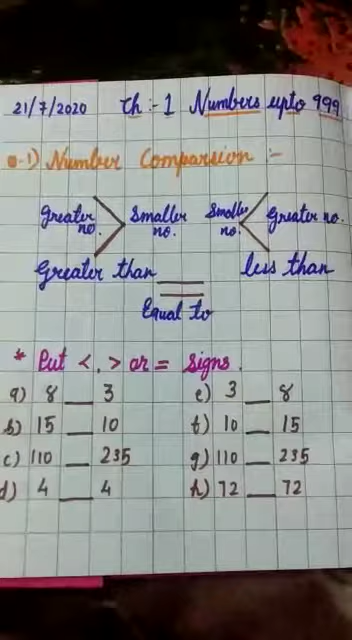 21/7/2020 Ch :- 1 Numbers upto 999
Q-1) Number Comparsion :-
Greater no. > Smaller no. Smaller no. < Greater no.
Greater than less than
=
Equal to
* Put <, > or = Signs.
a) 8 __ 3 e) 3 __ 8
b) 15 __ 10 f) 10 __ 15
c) 110 __ 235 g) 110 __ 235
d) 4 __ 4 h) 72 __ 72